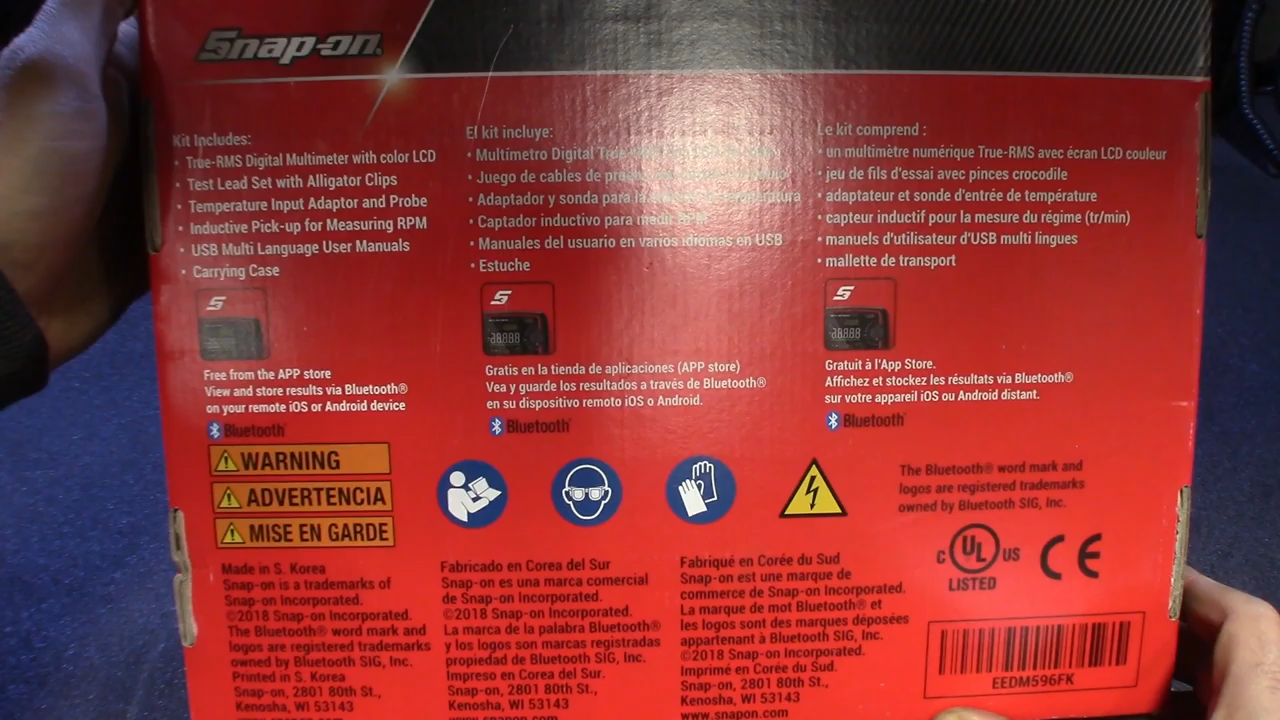 Snap-on
Kit Includes:
• True-RMS Digital Multimeter with color LCD
• Test Lead Set with Alligator Clips
• Temperature Input Adaptor and Probe
• Inductive Pick-up for Measuring RPM
• USB Multi Language User Manuals
• Carrying Case
Free from the APP store
View and store results via Bluetooth®
on your remote iOS or Android device
Bluetooth
El kit incluye:
• Multímetro Digital
• Juego de cables de
• Adaptador y sonda para
• Captador inductivo para medir RPM
• Manuales del usuario en varios idiomas en USB
• Estuche
Gratis en la tienda de aplicaciones (APP store)
Vea y guarde los resultados a través de Bluetooth®
en su dispositivo remoto iOS o Android.
Bluetooth
Le kit comprend :
• un multimètre numérique True-RMS avec écran LCD couleur
• jeu de fils d'essai avec pinces crocodile
• adaptateur et sonde d'entrée de température
• capteur inductif pour la mesure du régime (tr/min)
• manuels d'utilisateur d'USB multi lingues
• mallette de transport
Gratuit à l'App Store.
Affichez et stockez les résultats via Bluetooth®
sur votre appareil iOS ou Android distant.
Bluetooth
WARNING
ADVERTENCIA
MISE EN GARDE
The Bluetooth® word mark and
logos are registered trademarks
owned by Bluetooth SIG, Inc.
C UL US
LISTED
CE
Made in S. Korea
Snap-on is a trademarks of
Snap-on Incorporated.
©2018 Snap-on Incorporated.
The Bluetooth® word mark and
logos are registered trademarks
owned by Bluetooth SIG, Inc.
Printed in S. Korea
Snap-on, 2801 80th St.,
Kenosha, WI 53143
Fabricado en Corea del Sur
Snap-on es una marca comercial
de Snap-on Incorporated.
©2018 Snap-on Incorporated.
La marca de la palabra Bluetooth®
y los logos son marcas registradas
propiedad de Bluetooth SIG, Inc.
Impreso en Corea del Sur.
Snap-on, 2801 80th St.,
Kenosha, WI 53143
www.snapon.com
Fabriqué en Corée du Sud
Snap-on est une marque de
commerce de Snap-on Incorporated.
La marque de mot Bluetooth® et
les logos sont des marques déposées
appartenant à Bluetooth SIG, Inc.
©2018 Snap-on Incorporated.
Imprimé en Corée du Sud.
Snap-on, 2801 80th St.,
Kenosha, WI 53143
www.snapon.com
EEDM596FK